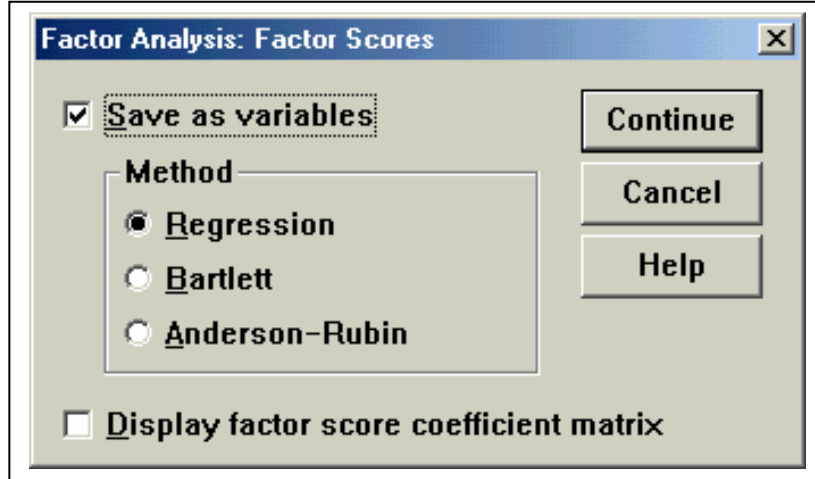 Factor Analysis: Factor Scores
Save as variables
Continue
Method
Cancel
Regression
Help
Bartlett
Anderson-Rubin
Display factor score coefficient matrix